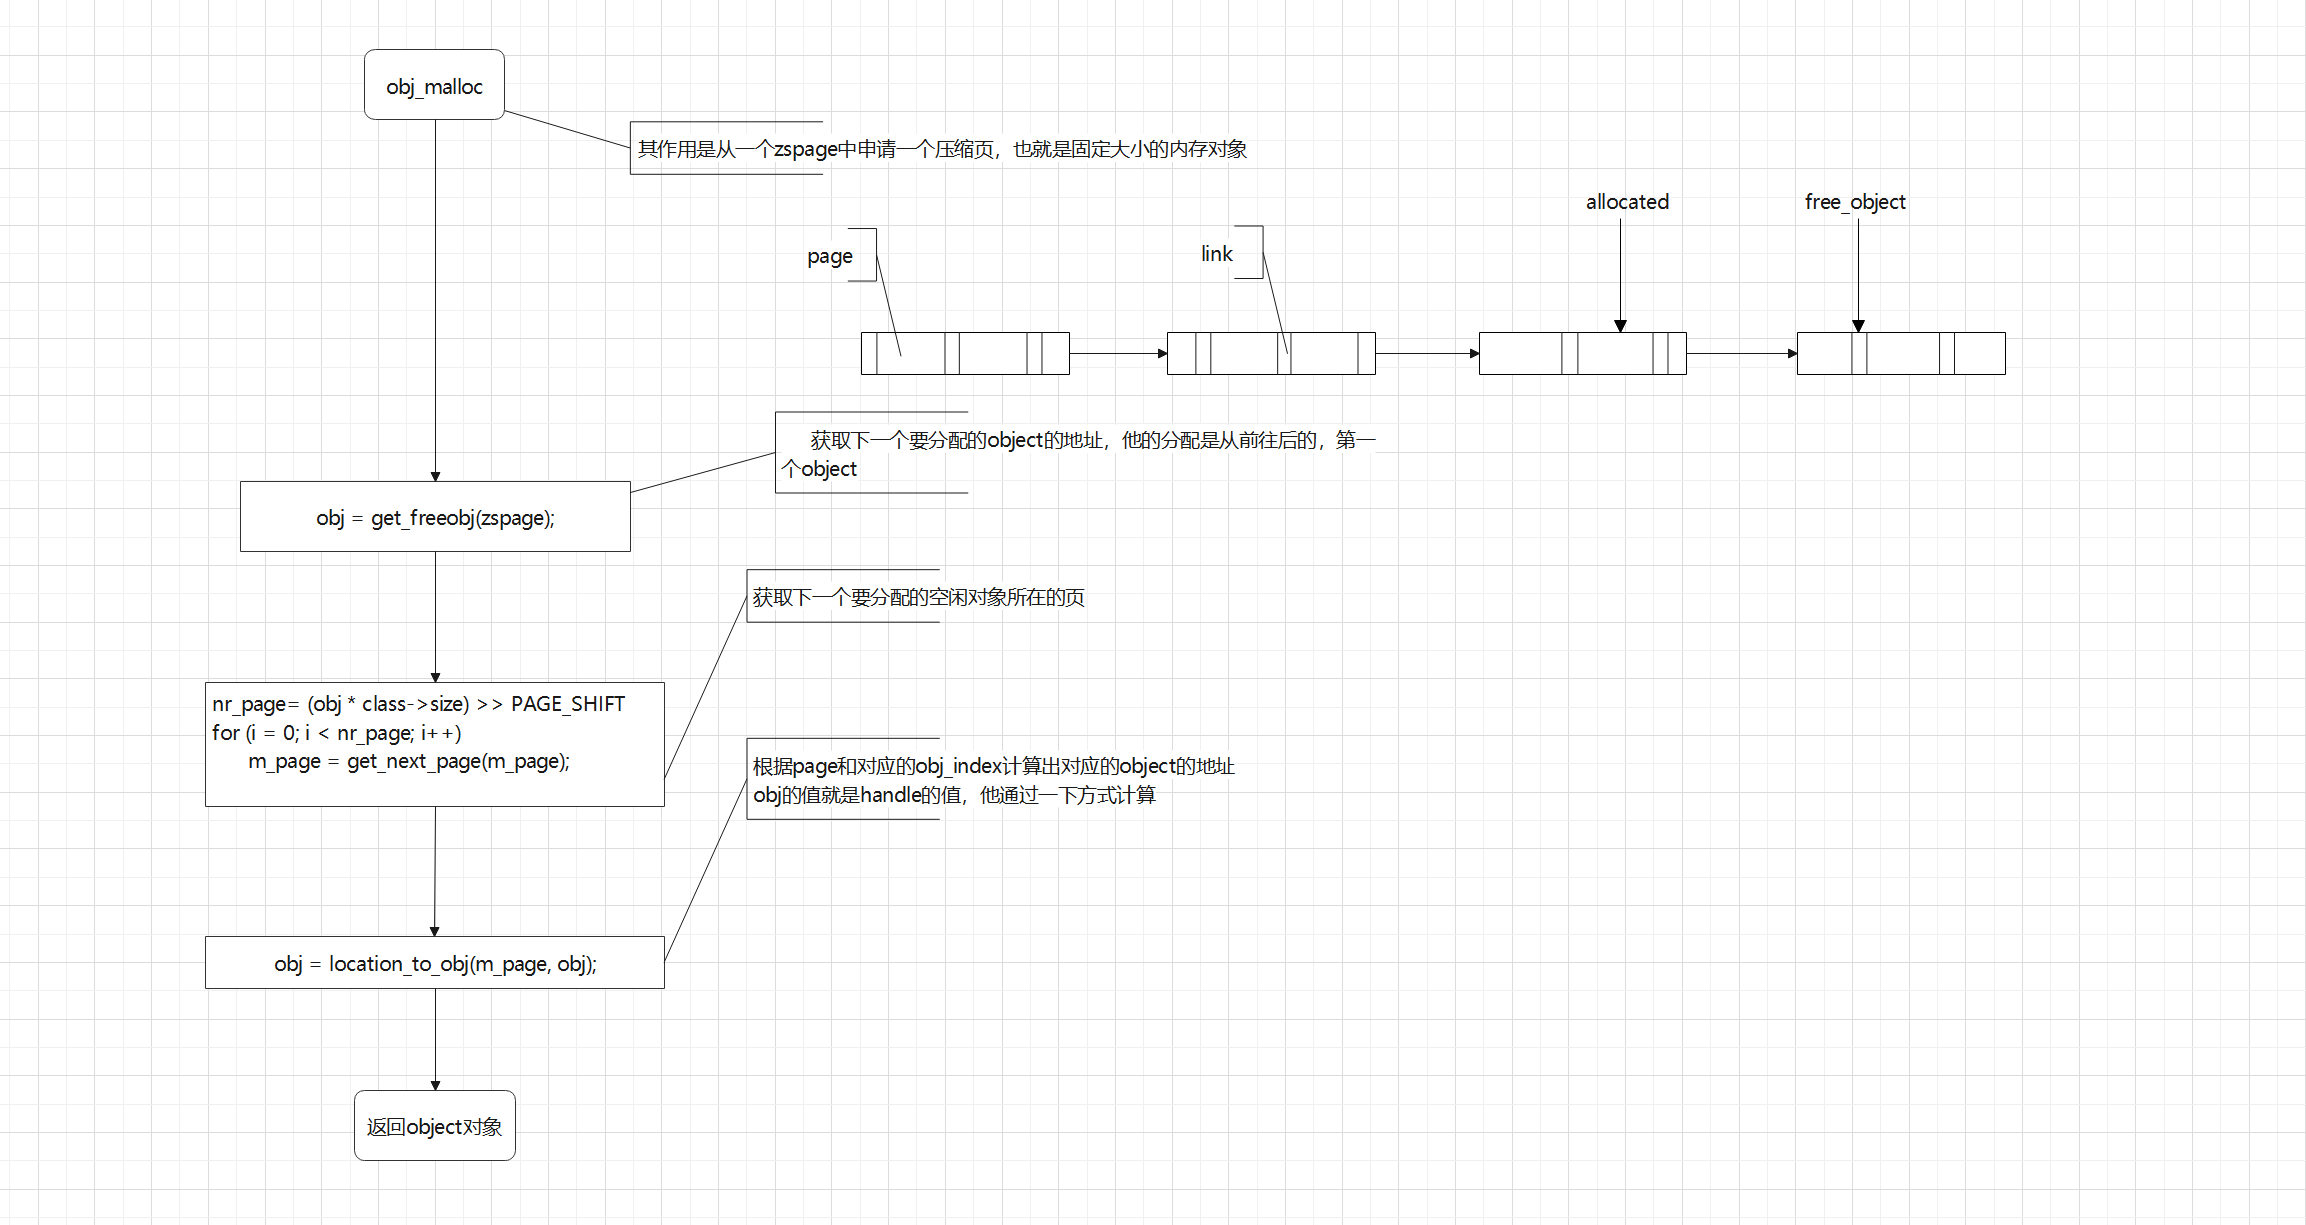 obj_malloc
其作用是从一个zspage中申请一个压缩页，也就是固定大小的内存对象
allocated
free_object
page
link
获取下一个要分配的object的地址，他的分配是从前往后的，第一
个object
obj = get_freeobj(zspage);
获取下一个要分配的空闲对象所在的页
nr_page= (obj * class->size) >> PAGE_SHIFT
for (i = 0; i < nr_page; i++)
m_page = get_next_page(m_page);
根据page和对应的obj_index计算出对应的object的地址
obj的值就是handle的值，他通过一下方式计算
obj = location_to_obj(m_page, obj);
返回object对象